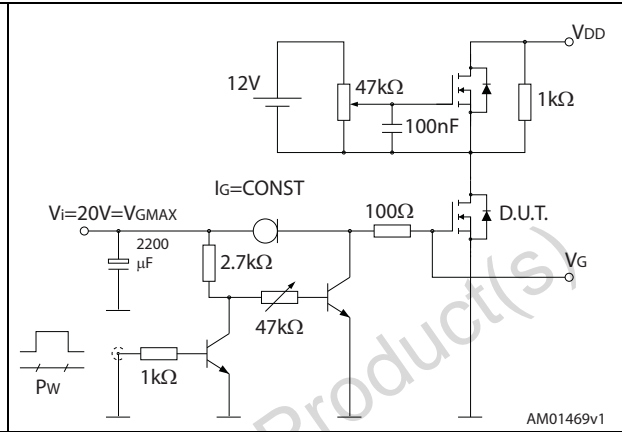 VDD
12V
47kΩ
1kΩ
100nF
IG=CONST
Vi=20V=VGMAX
100Ω
D.U.T.
2200
μF
2.7kΩ
VG
47kΩ
1kΩ
PW
Product(s)
AM01469v1